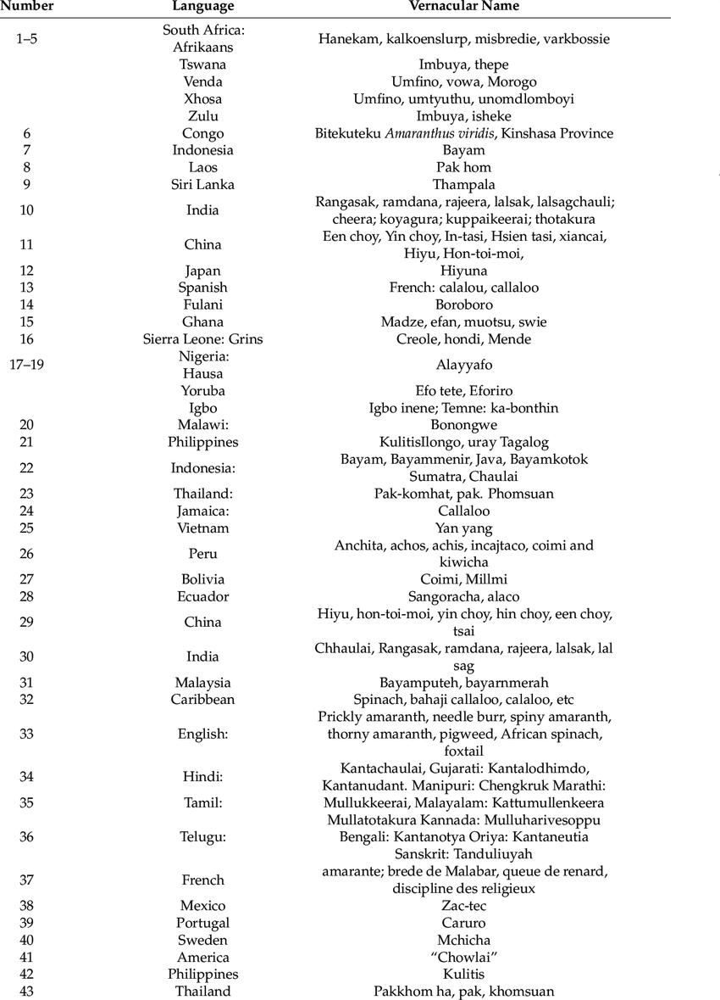 Number Language Vernacular Name
South Africa:
1–5 Hanekam, kalkoenslurp, misbredie, varkbossie
Afrikaans
Tswana Imbuya, thepe
Venda Umfino, vowa, Morogo
Xhosa Umfino, umtyuthu, unomdlomboyi
Zulu Imbuya, isheke
6 Congo Bitekuteku Amaranthus viridis, Kinshasa Province
7 Indonesia Bayam
8 Laos Pak hom
9 Siri Lanka Thampala
Rangasak, ramdana, rajeera, lalsak, lalsagchauli;
10 India
cheera; koyagura; kuppaikeerai; thotakura
Een choy, Yin choy, In-tasi, Hsien tasi, xiancai,
11 China
Hiyu, Hon-toi-moi,
12 Japan Hiyuna
13 Spanish French: calalou, callaloo
14 Fulani Boroboro
15 Ghana Madze, efan, muotsu, swie
16 Sierra Leone: Grins Creole, hondi, Mende
Nigeria:
17–19 Alayyafo
Hausa
Yoruba Efo tete, Eforiro
Igbo Igbo inene; Temne: ka-bonthin
20 Malawi: Bonongwe
21 Philippines KulitisIlongo, uray Tagalog
Bayam, Bayammenir, Java, Bayamkotok
22 Indonesia:
Sumatra, Chaulai
23 Thailand: Pak-komhat, pak. Phomsuan
24 Jamaica: Callaloo
25 Vietnam Yan yang
Anchita, achos, achis, incajtaco, coimi and
26 Peru
kiwicha
27 Bolivia Coimi, Millmi
28 Ecuador Sangoracha, alaco
Hiyu, hon-toi-moi, yin choy, hin choy, een choy,
29 China
tsai
Chhaulai, Rangasak, ramdana, rajeera, lalsak, lal
30 India
sag
31 Malaysia Bayamputeh, bayarnmerah
32 Caribbean Spinach, bahaji callaloo, calaloo, etc
Prickly amaranth, needle burr, spiny amaranth,
33 English: thorny amaranth, pigweed, African spinach,
foxtail
Kantachaulai, Gujarati: Kantalodhimdo,
34 Hindi:
Kantanudant. Manipuri: Chengkruk Marathi:
35 Tamil: Mullukkeerai, Malayalam: Kattumullenkeera
Mullatotakura Kannada: Mulluharivesoppu
36 Telugu: Bengali: Kantanotya Oriya: Kantaneutia
Sanskrit: Tanduliuyah
amarante; brede de Malabar, queue de renard,
37 French
discipline des religieux
38 Mexico Zac-tec
39 Portugal Caruro
40 Sweden Mchicha
41 America “Chowlai”
42 Philippines Kulitis
43 Thailand Pakkhom ha, pak, khomsuan